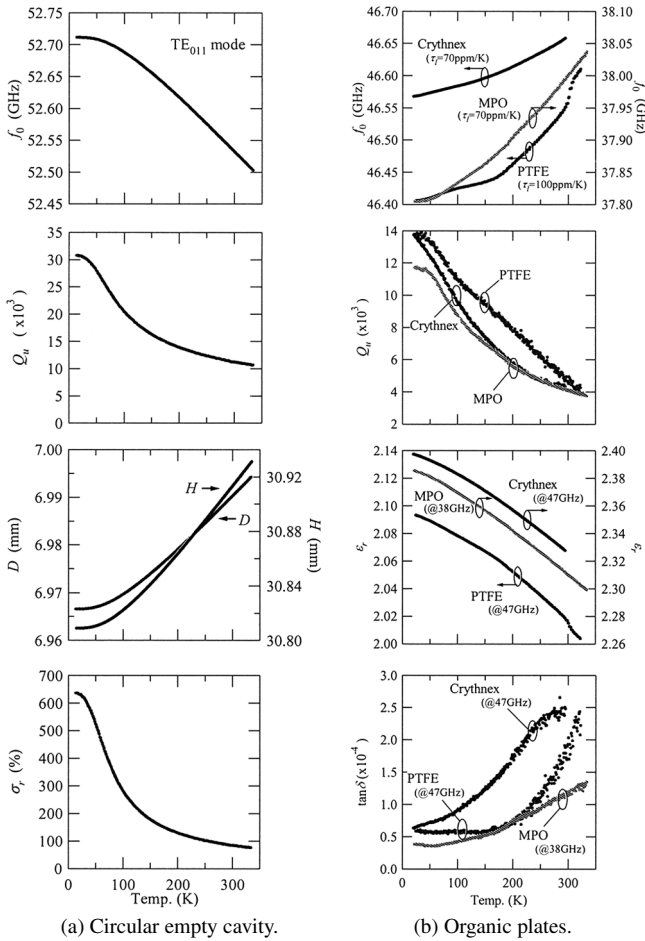 52.75
52.70
52.65
52.60
52.55
52.50
52.45
f₀ (GHz)
TE₀₁₁ mode
35
30
25
20
15
10
5
0
Qᵤ (x10³)
7.00
6.99
6.98
6.97
6.96
D (mm)
H
D
30.92
30.88
30.84
30.80
H (mm)
700
600
500
400
300
200
100
0
σᵣ (%)
0 100 200 300
Temp. (K)
(a) Circular empty cavity.
46.70
46.65
46.60
46.55
46.50
46.45
46.40
f₀ (GHz)
Crythnex
(τₗ=70ppm/K)
MPO
(τₗ=70ppm/K)
PTFE
(τₗ=100ppm/K)
38.10
38.05
38.00
37.95
37.90
37.85
37.80
f₀ (GHz)
14
12
10
8
6
4
2
Qᵤ (x10³)
PTFE
Crythnex
MPO
2.14
2.12
2.10
2.08
2.06
2.04
2.02
2.00
εᵣ
Crythnex
(@47GHz)
MPO
(@38GHz)
PTFE
(@47GHz)
2.40
2.38
2.36
2.34
2.32
2.30
2.28
2.26
εᵣ
3.0
2.5
2.0
1.5
1.0
0.5
0.0
tanδ (x10⁻⁴)
Crythnex
(@47GHz)
PTFE
(@47GHz)
MPO
(@38GHz)
0 100 200 300
Temp. (K)
(b) Organic plates.